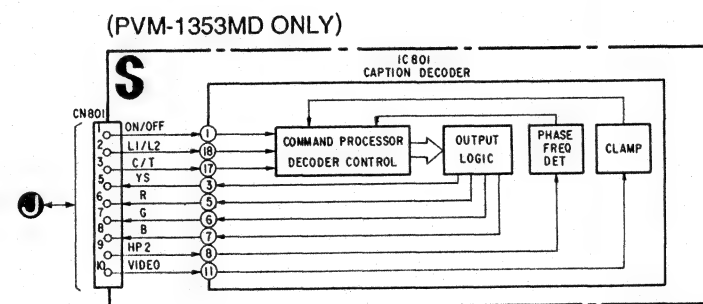 (PVM-1353MD ONLY)
S
IC801
CAPTION DECODER
CN801
1 ON/OFF 1
2 L1/L2 18
3 C/T 17
5 YS 3
6 R 5
7 G 6
8 B 7
9 HP2 8
10 VIDEO 11
J
COMMAND PROCESSOR
DECODER CONTROL
OUTPUT
LOGIC
PHASE
FREQ
DET
CLAMP